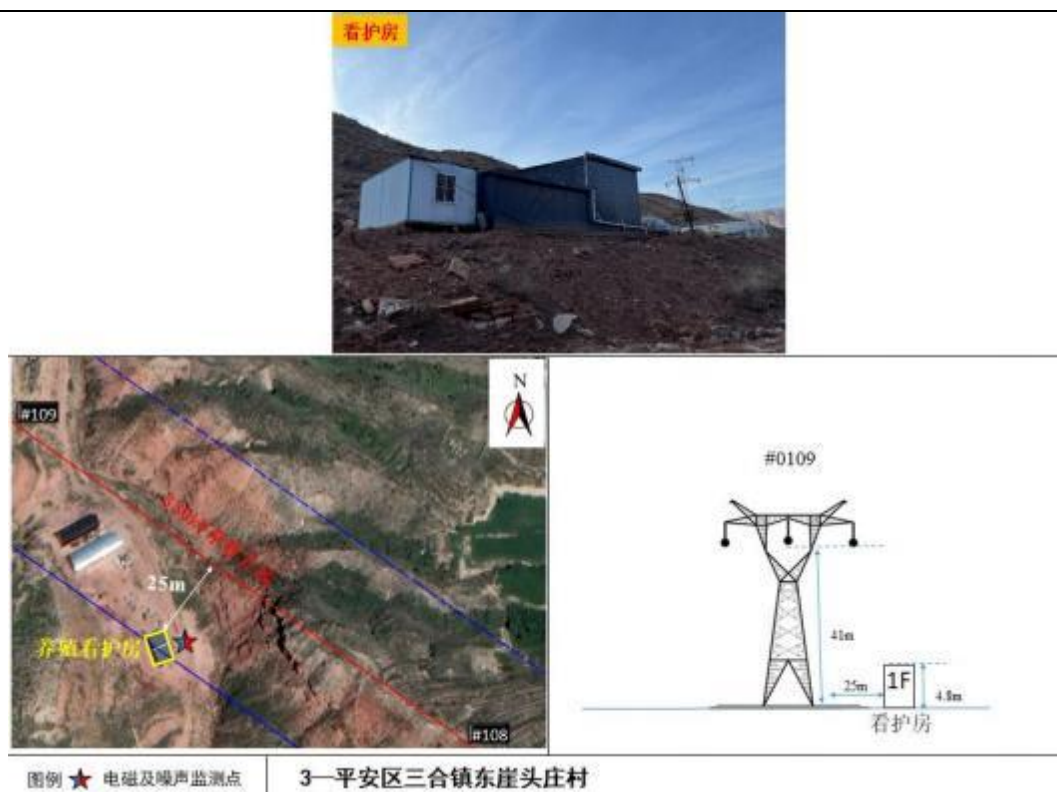 看护房
N
#109
25m
养殖看护房
#108
#0109
41m
25m
1F
4.8m
看护房
图例 电磁及噪声监测点
3—平安区三合镇东崖头庄村